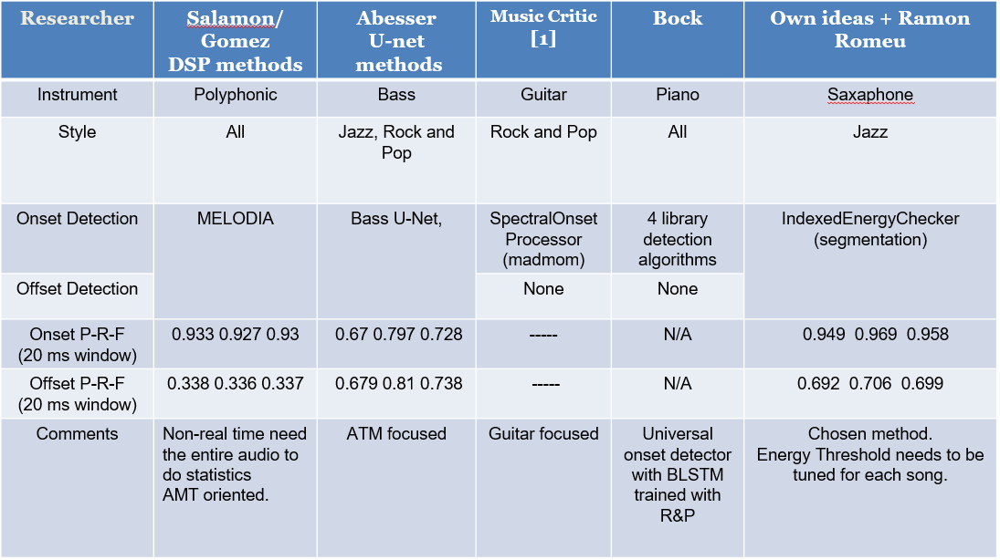 Researcher
Salamon/
Gomez
DSP methods
Abesser
U-net
methods
Music Critic
[1]
Bock
Own ideas + Ramon
Romeu
Instrument
Polyphonic
Bass
Guitar
Piano
Saxaphone
Style
All
Jazz, Rock and
Pop
Rock and Pop
All
Jazz
Onset Detection
MELODIA
Bass U-Net,
SpectralOnset
Processor
(madmom)
4 library
detection
algorithms
IndexedEnergyChecker
(segmentation)
Offset Detection
None
None
Onset P-R-F
(20 ms window)
0.933 0.927 0.93
0.67 0.797 0.728
-----
N/A
0.949 0.969 0.958
Offset P-R-F
(20 ms window)
0.338 0.336 0.337
0.679 0.81 0.738
-----
N/A
0.692 0.706 0.699
Comments
Non-real time need
the entire audio to
do statistics
AMT oriented.
ATM focused
Guitar focused
Universal
onset detector
with BLSTM
trained with
R&P
Chosen method.
Energy Threshold needs to be
tuned for each song.